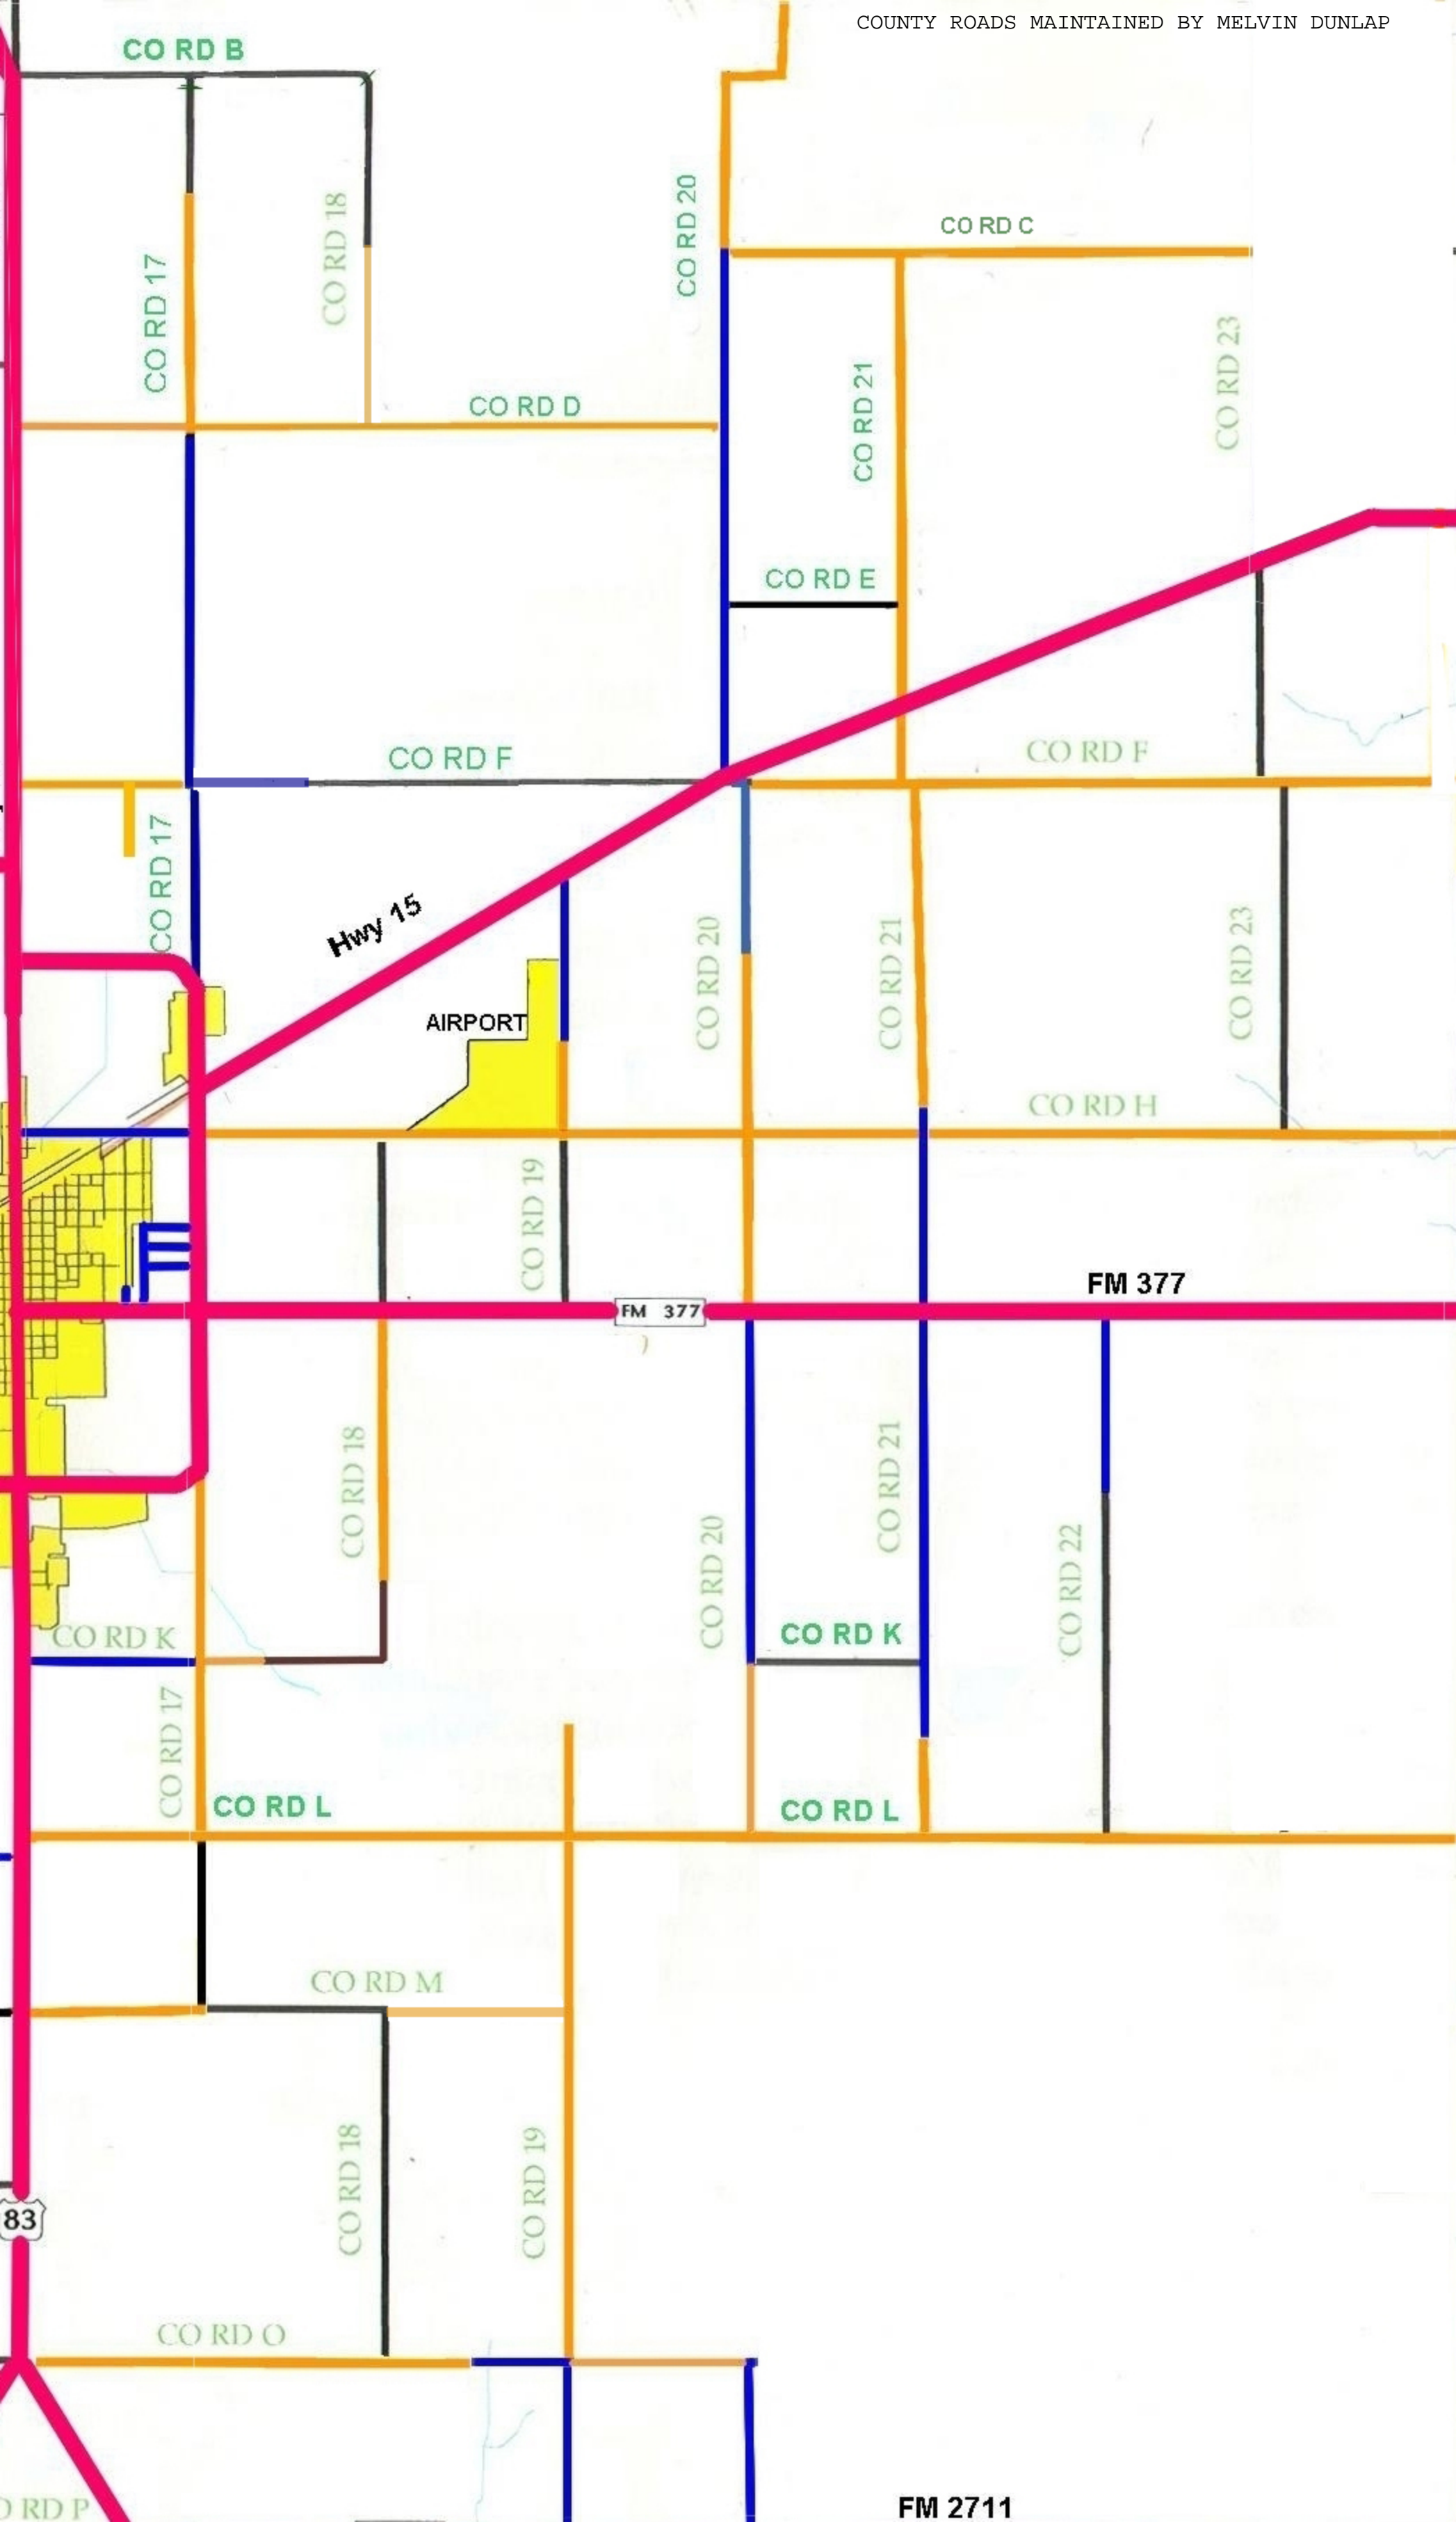 COUNTY ROADS MAINTAINED BY MELVIN DUNLAP
CO RD B
CO RD 20
CO RD 18
CO RD C
CO RD 17
CO RD 23
CO RD 21
CO RD D
CO RD E
CO RD F
CO RD F
CO RD 17
Hwy 15
CO RD 20
CO RD 21
CO RD 23
AIRPORT
CO RD H
CO RD 19
FM 377
FM 377
CO RD 18
CO RD 21
CO RD 20
CO RD 22
CO RD K
CO RD K
CO RD 17
CO RD L
CO RD L
CO RD M
CO RD 18
CO RD 19
83
CO RD O
RD P
FM 2711